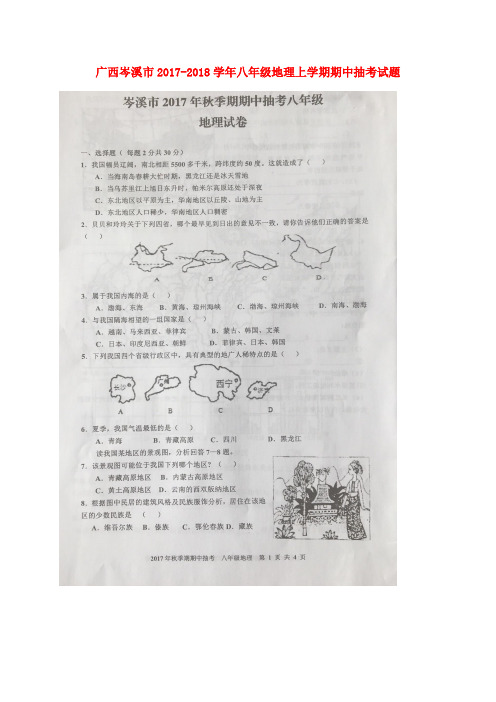 广西岑溪市2017-2018学年八年级地理上学期期中抽考试题
岑溪市2017年秋季期期中抽考八年级
地理试卷
一、选择题（ 每题2分共30分）
1．我国幅员辽阔，南北相距5500多千米，跨纬度约50度，这就造成了（ ）
A．当海南岛春耕大忙时期，黑龙江还是冰天雪地
B．当乌苏里江上旭日东升时，帕米尔高原还处于深夜
C．东北地区以平原为主，华南地区以丘陵、山地为主
D．东北地区人口稀少，华南地区人口稠密
2．贝贝和玲玲关于下列四省，哪个最早见到日出的意见不一致，请你告诉他们正确的答案是
（ ）
A B C D
3．属于我国内海的是（ ）
A．渤海、东海 B．黄海、琼州海峡 C．渤海、琼州海峡 D．南海、渤海
4．与我国隔海相望的一组国家是（ ）
A．越南、马来西亚、菲律宾 B．蒙古、韩国、文莱
C．日本、印度尼西亚、朝鲜 D．菲律宾、日本、韩国
5．下列我国四个省级行政区中，具有典型的地广人稀特点的是（ ）
长沙 西宁
A B C D
6．夏季，我国气温最低的是（ ）
A．青海 B．青藏高原 C．四川 D．黑龙江
读我国某地区的景观图，分析回答7—8题。
7．该景观图可能位于我国下列哪个地区？（ ）
A．青藏高原地区 B．内蒙古高原地区
C．黄土高原地区 D．云南的西双版纳地区
8．根据图中民居的建筑风格及民族服饰分析，居住在该地
区的少数民族是 （ ）
A．维吾尔族 B．傣族 C．鄂伦春族 D．藏族
2017年秋季期期中抽考 八年级地理 第 1 页 共 4 页